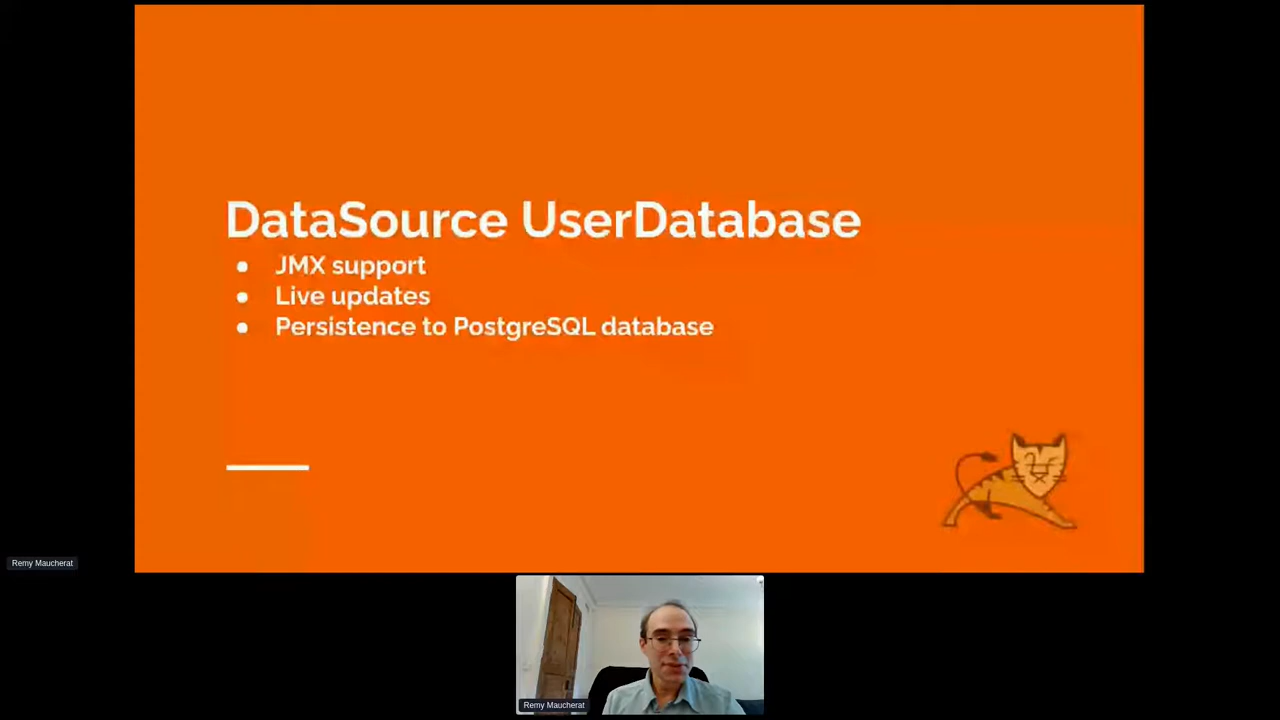 DataSource UserDatabase
● JMX support
● Live updates
● Persistence to PostgreSQL database
Remy Maucherat
Remy Maucherat